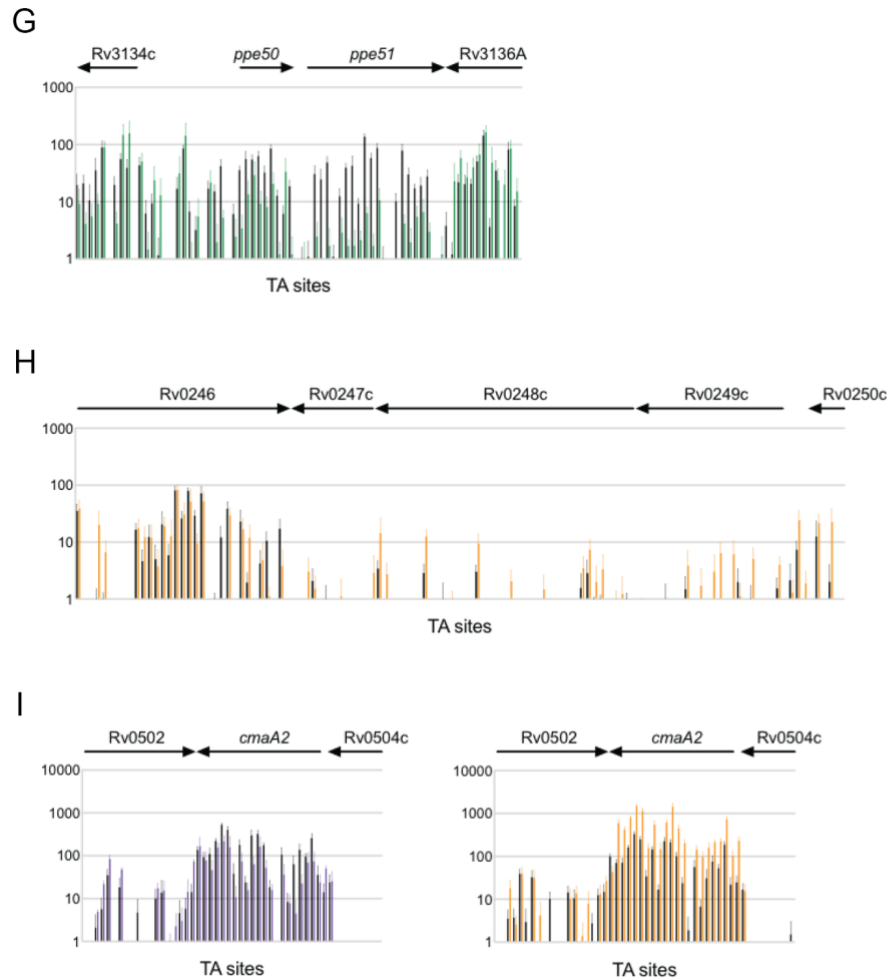 G
Rv3134c ppe50 ppe51 Rv3136A
1000
100
10
1
TA sites
H
Rv0246 Rv0247c Rv0248c Rv0249c Rv0250c
1000
100
10
1
TA sites
I
Rv0502 cmaA2 Rv0504c Rv0502 cmaA2 Rv0504c
10000 10000
1000 1000
100 100
10 10
1 1
TA sites TA sites